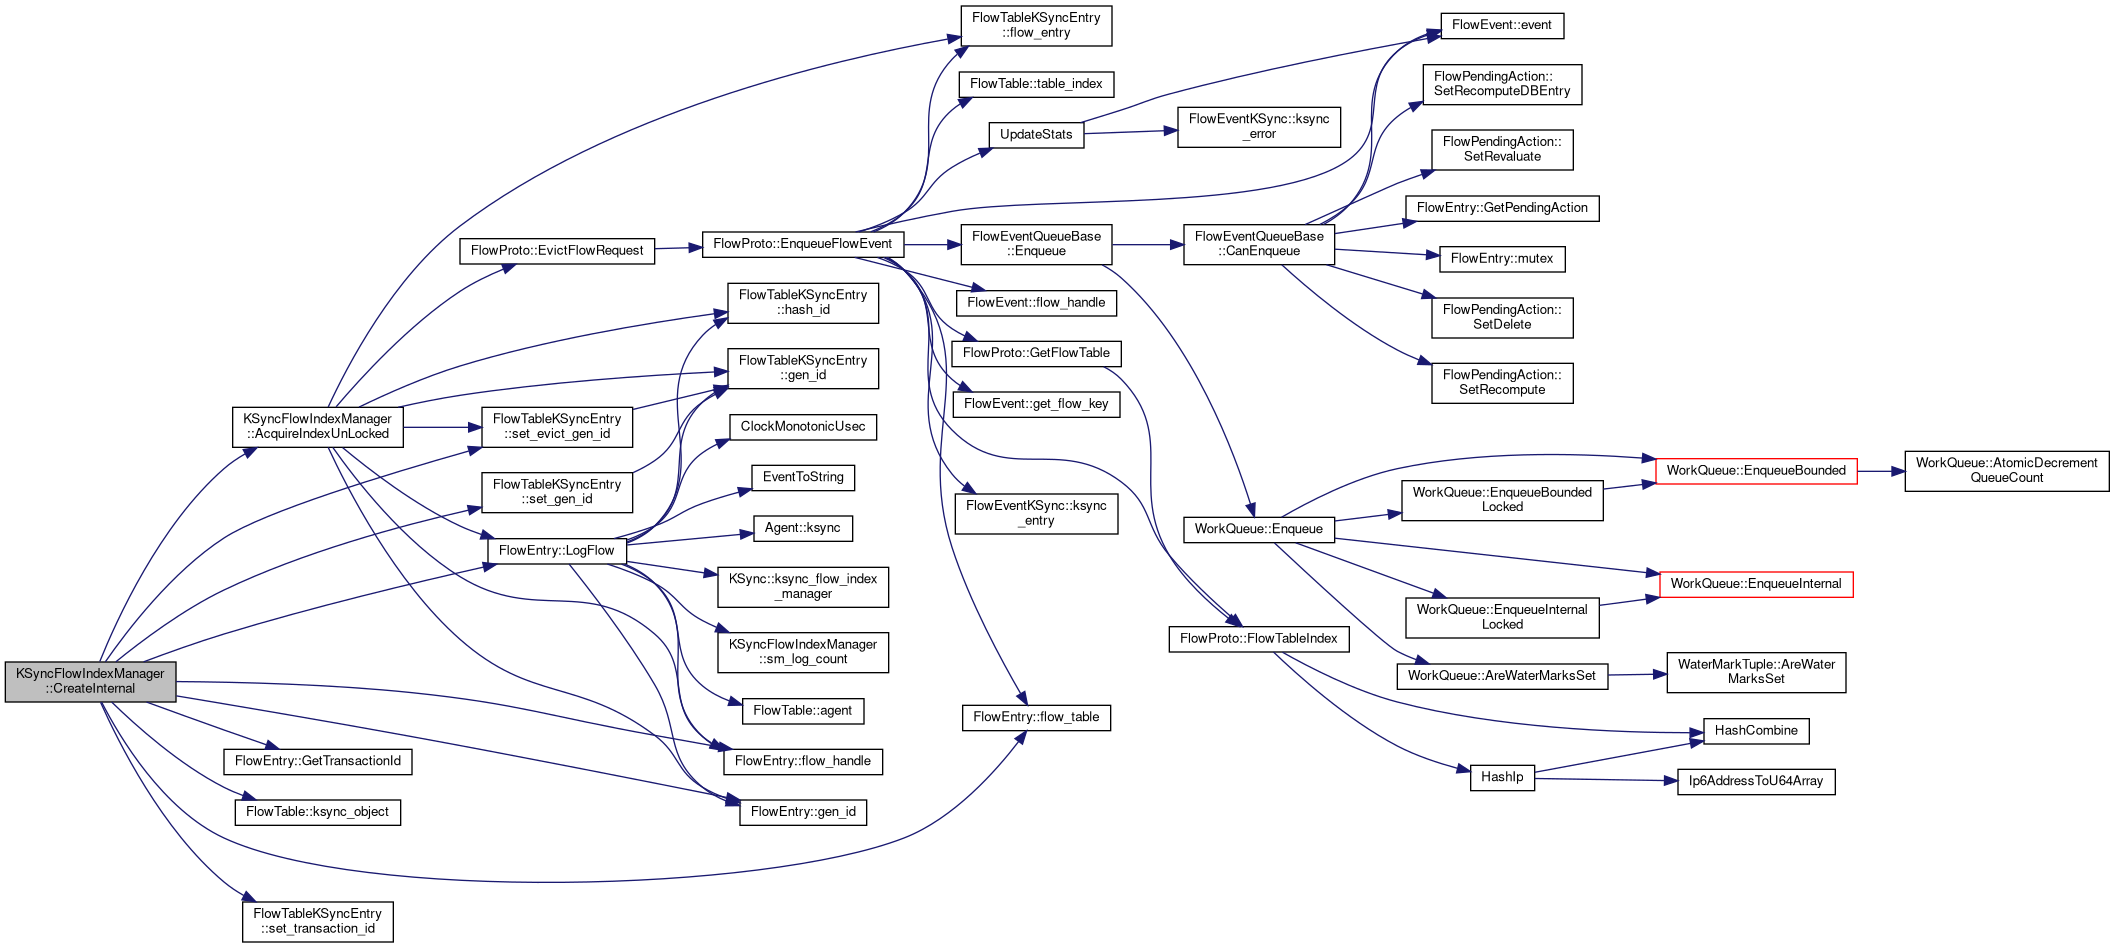 FlowTableKSyncEntry
::flow_entry
FlowEvent::event
FlowTable::table_index
FlowPendingAction::
SetRecomputeDBEntry
UpdateStats
FlowEventKSync::ksync
_error
FlowPendingAction::
SetRevaluate
FlowEntry::GetPendingAction
FlowProto::EvictFlowRequest
FlowProto::EnqueueFlowEvent
FlowEventQueueBase
::Enqueue
FlowEventQueueBase
::CanEnqueue
FlowEntry::mutex
FlowTableKSyncEntry
::hash_id
FlowEvent::flow_handle
FlowPendingAction::
SetDelete
FlowProto::GetFlowTable
FlowTableKSyncEntry
::gen_id
FlowPendingAction::
SetRecompute
FlowEvent::get_flow_key
KSyncFlowIndexManager
::AcquireIndexUnLocked
FlowTableKSyncEntry
::set_evict_gen_id
ClockMonotonicUsec
EventToString
WorkQueue::EnqueueBounded
WorkQueue::AtomicDecrement
QueueCount
FlowTableKSyncEntry
::set_gen_id
WorkQueue::EnqueueBounded
Locked
FlowEventKSync::ksync
_entry
Agent::ksync
WorkQueue::Enqueue
FlowEntry::LogFlow
KSync::ksync_flow_index
_manager
WorkQueue::EnqueueInternal
WorkQueue::EnqueueInternal
Locked
FlowProto::FlowTableIndex
KSyncFlowIndexManager
::sm_log_count
WorkQueue::AreWaterMarksSet
WaterMarkTuple::AreWater
MarksSet
KSyncFlowIndexManager
::CreateInternal
FlowTable::agent
FlowEntry::flow_table
HashCombine
FlowEntry::GetTransactionId
FlowEntry::flow_handle
HashIp
Ip6AddressToU64Array
FlowTable::ksync_object
FlowEntry::gen_id
FlowTableKSyncEntry
::set_transaction_id